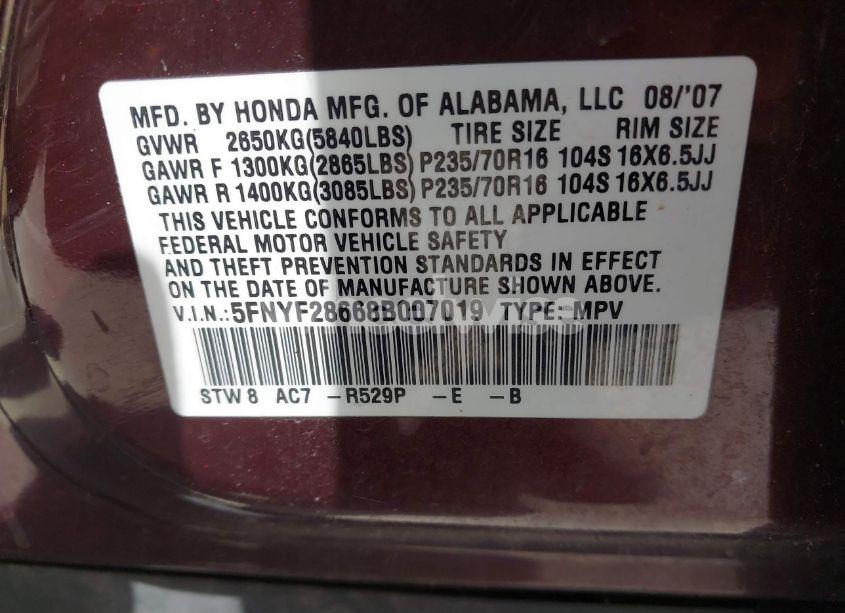 MFD. BY HONDA MFG. OF ALABAMA, LLC 08/'07
GVWR 2650KG(5840LBS) TIRE SIZE RIM SIZE
GAWR F 1300KG(2865LBS) P235/70R16 104S 16X6.5JJ
GAWR R 1400KG(3085LBS) P235/70R16 104S 16X6.5JJ
THIS VEHICLE CONFORMS TO ALL APPLICABLE
FEDERAL MOTOR VEHICLE SAFETY
AND THEFT PREVENTION STANDARDS IN EFFECT
ON THE DATE OF MANUFACTURE SHOWN ABOVE.
V.I.N.:5FNYF28668B007019 TYPE: MPV
STW 8 AC7 -R529P -E -B